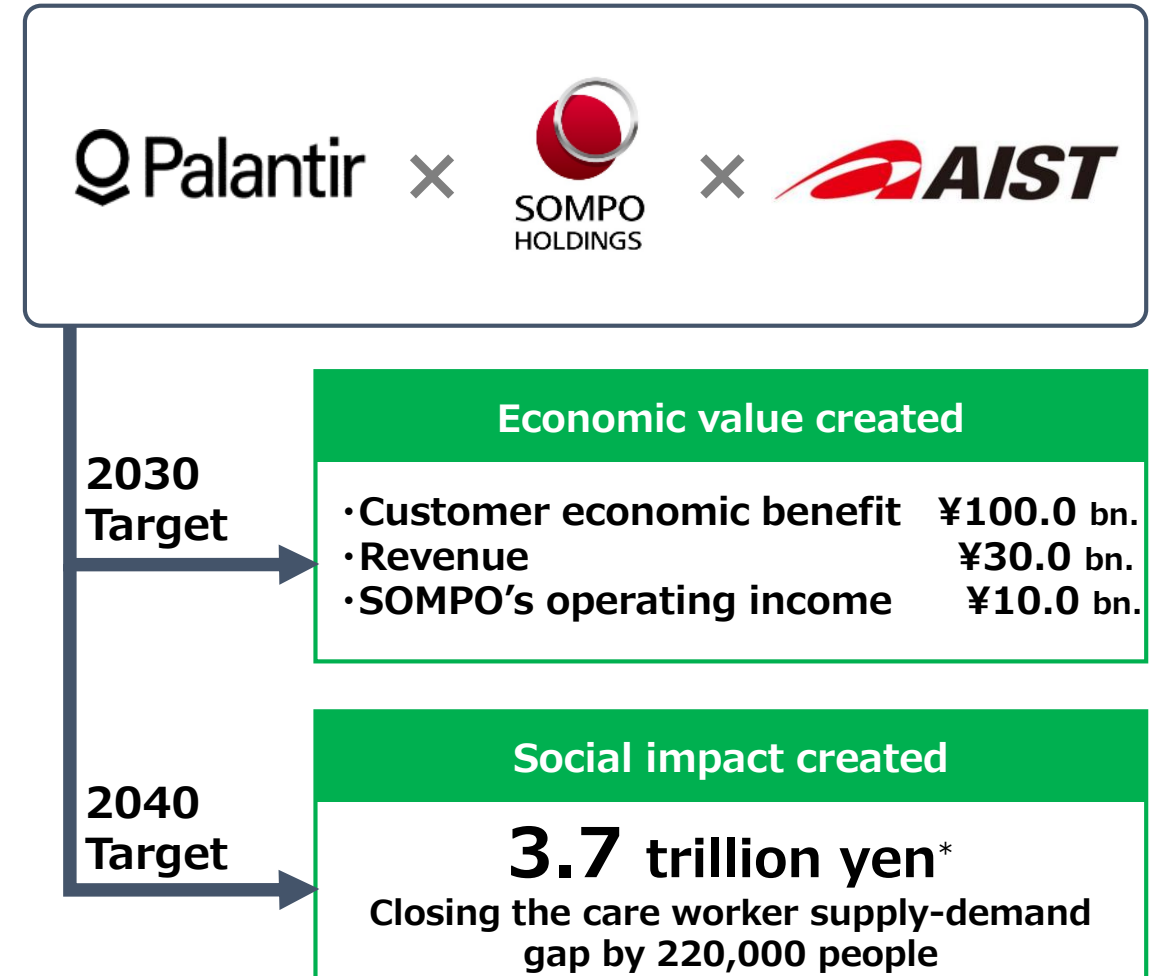 Palantir × SOMPO HOLDINGS × AIST
2030
Target
Economic value created
・Customer economic benefit ¥100.0 bn.
・Revenue ¥30.0 bn.
・SOMPO’s operating income ¥10.0 bn.
2040
Target
Social impact created
3.7 trillion yen*
Closing the care worker supply-demand
gap by 220,000 people